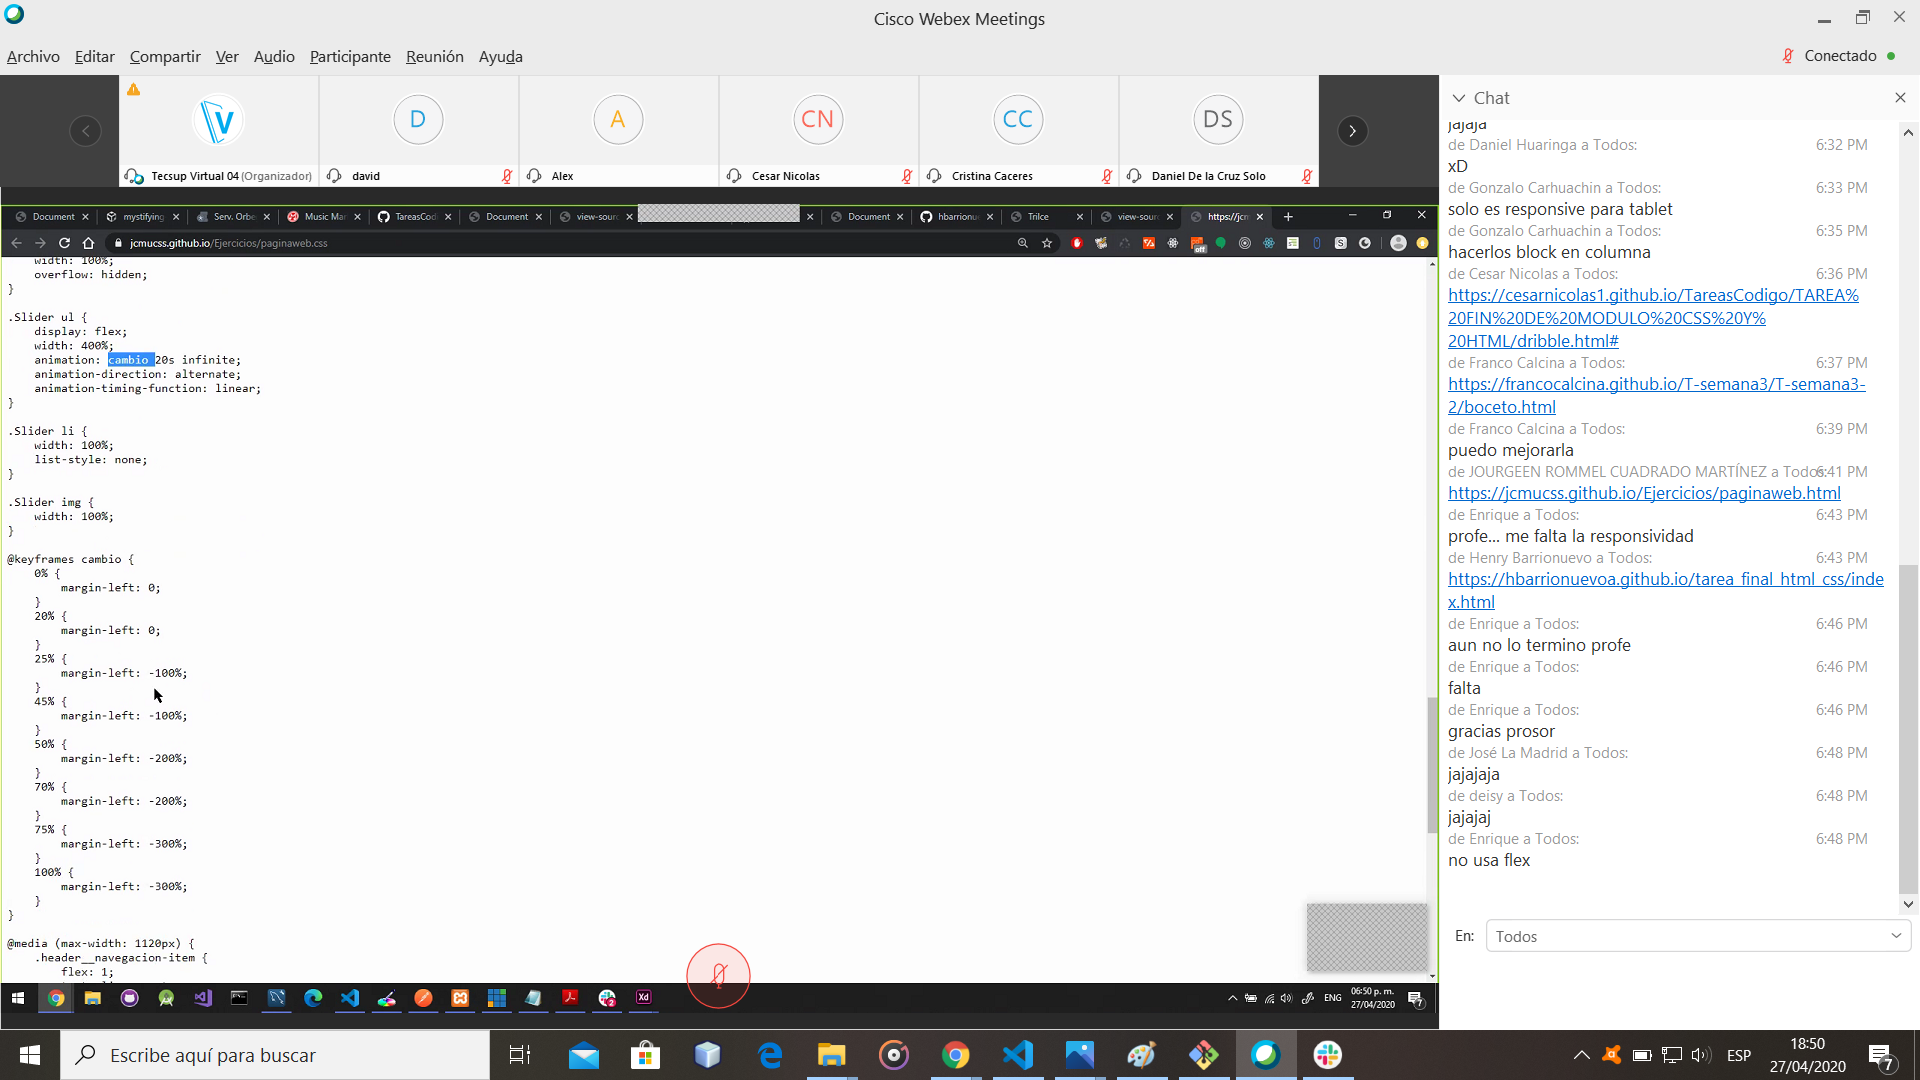 Cisco Webex Meetings
Archivo Editar Compartir Ver Audio Participante Reunión Ayuda
Conectado
V
D
A
CN
CC
DS
Tecsup Virtual 04 (Organizador)
david
Alex
Cesar Nicolas
Cristina Caceres
Daniel De la Cruz Solo
Document
mystifying
Serv. Orbe
Music Mar
TareasCodi
Document
view-sourc
Document
hbarrionu
Trilce
view-sourc
https://jcm
jcmucss.github.io/Ejercicios/paginaweb.css
off
width: 100%;
overflow: hidden;
}
.Slider ul {
display: flex;
width: 400%;
animation: cambio 20s infinite;
animation-direction: alternate;
animation-timing-function: linear;
}
.Slider li {
width: 100%;
list-style: none;
}
.Slider img {
width: 100%;
}
@keyframes cambio {
0% {
margin-left: 0;
}
20% {
margin-left: 0;
}
25% {
margin-left: -100%;
}
45% {
margin-left: -100%;
}
50% {
margin-left: -200%;
}
70% {
margin-left: -200%;
}
75% {
margin-left: -300%;
}
100% {
margin-left: -300%;
}
}
@media (max-width: 1120px) {
.header__navegacion-item {
flex: 1;
Xd
ENG
06:50 p. m.
27/04/2020
7
Chat
jajaja
de Daniel Huaringa a Todos: 6:32 PM
xD
de Gonzalo Carhuachin a Todos: 6:33 PM
solo es responsive para tablet
de Gonzalo Carhuachin a Todos: 6:35 PM
hacerlos block en columna
de Cesar Nicolas a Todos: 6:36 PM
https://cesarnicolas1.github.io/TareasCodigo/TAREA%
20FIN%20DE%20MODULO%20CSS%20Y%
20HTML/dribble.html#
de Franco Calcina a Todos: 6:37 PM
https://francocalcina.github.io/T-semana3/T-semana3-
2/boceto.html
de Franco Calcina a Todos: 6:39 PM
puedo mejorarla
de JOURGEEN ROMMEL CUADRADO MARTÍNEZ a Todos: 6:41 PM
https://jcmucss.github.io/Ejercicios/paginaweb.html
de Enrique a Todos: 6:43 PM
profe... me falta la responsividad
de Henry Barrionuevo a Todos: 6:43 PM
https://hbarrionuevoa.github.io/tarea_final_html_css/inde
x.html
de Enrique a Todos: 6:46 PM
aun no lo termino profe
de Enrique a Todos: 6:46 PM
falta
de Enrique a Todos: 6:46 PM
gracias prosor
de José La Madrid a Todos: 6:48 PM
jajajaja
de deisy a Todos: 6:48 PM
jajajaj
de Enrique a Todos: 6:48 PM
no usa flex
En: Todos
Escribe aquí para buscar
ESP
18:50
27/04/2020
7